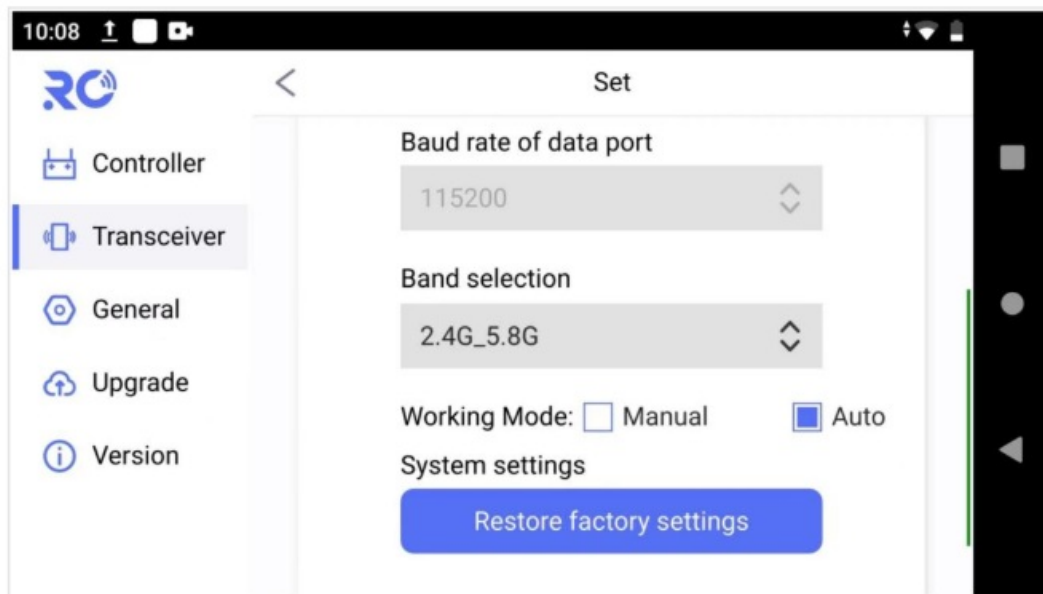 10:08
RC
Set
Controller
Transceiver
General
Upgrade
Version
Baud rate of data port
115200
Band selection
2.4G_5.8G
Working Mode: Manual Auto
System settings
Restore factory settings